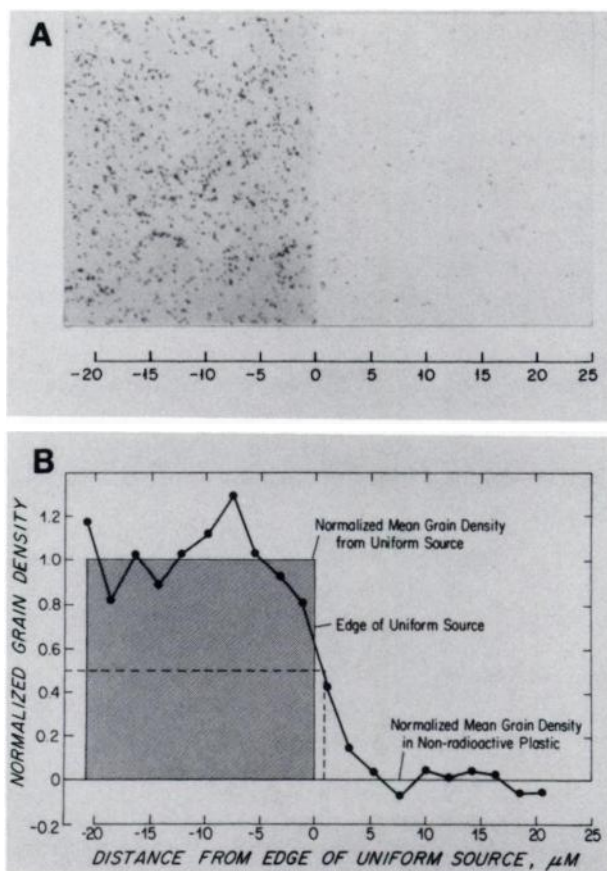 A
-20 -15 -10 -5 0 5 10 15 20 25
B
NORMALIZED GRAIN DENSITY
1.2
1.0
0.8
0.6
0.4
0.2
0
-0.2
Normalized Mean Grain Density
from Uniform Source
Edge of Uniform Source
Normalized Mean Grain Density
in Non-radioactive Plastic
-20 -15 -10 -5 0 5 10 15 20 25
DISTANCE FROM EDGE OF UNIFORM SOURCE, μM